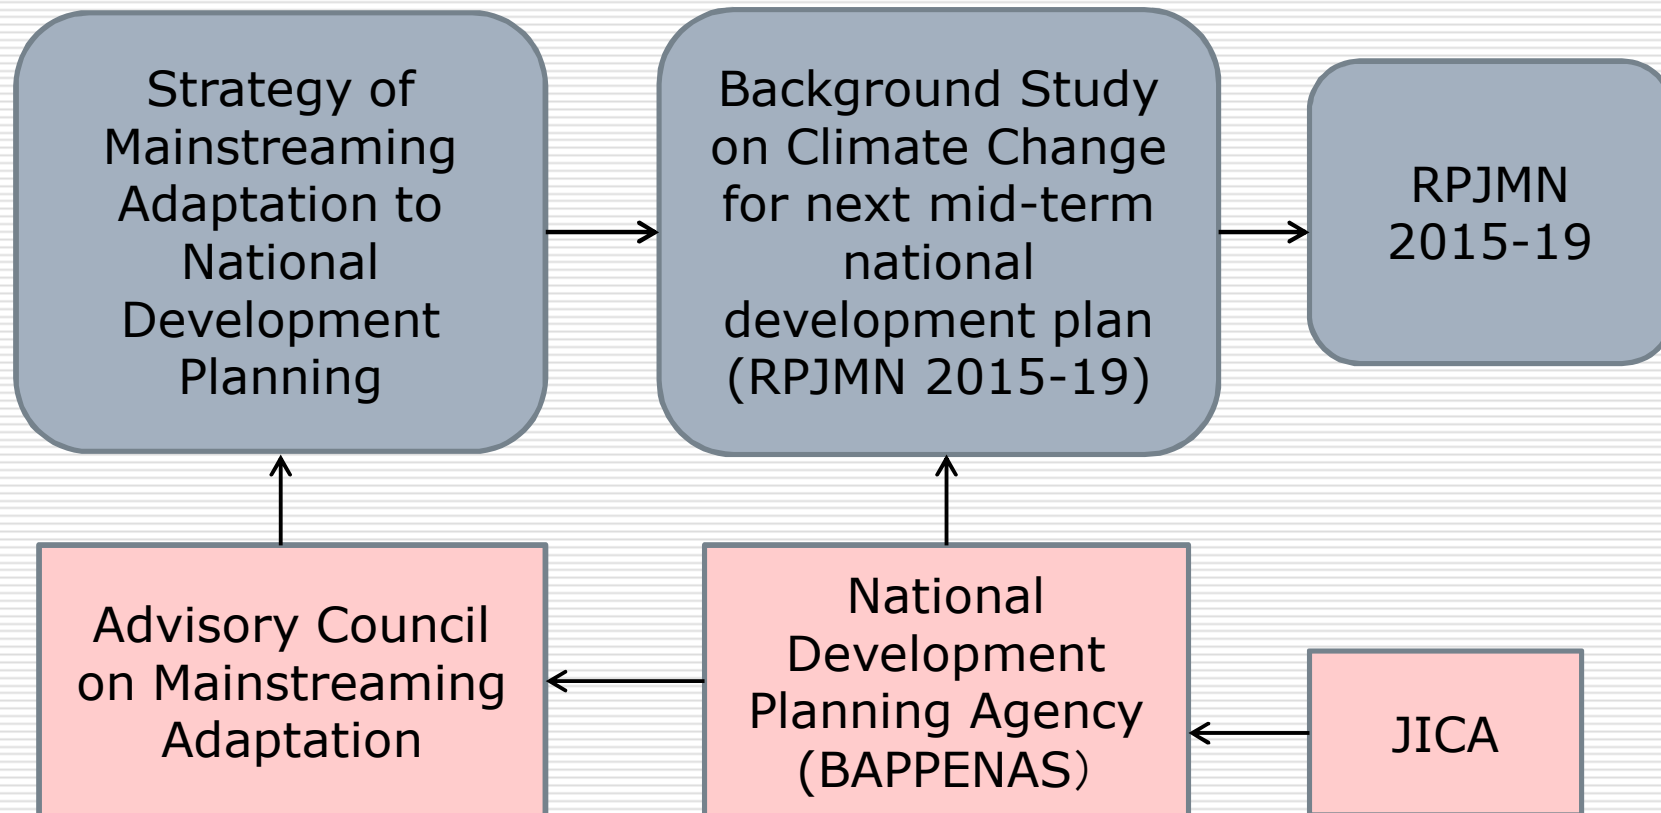 Strategy of
Mainstreaming
Adaptation to
National
Development
Planning
Background Study
on Climate Change
for next mid-term
national
development plan
(RPJMN 2015-19)
RPJMN
2015-19
Advisory Council
on Mainstreaming
Adaptation
National
Development
Planning Agency
(BAPPENAS）
JICA